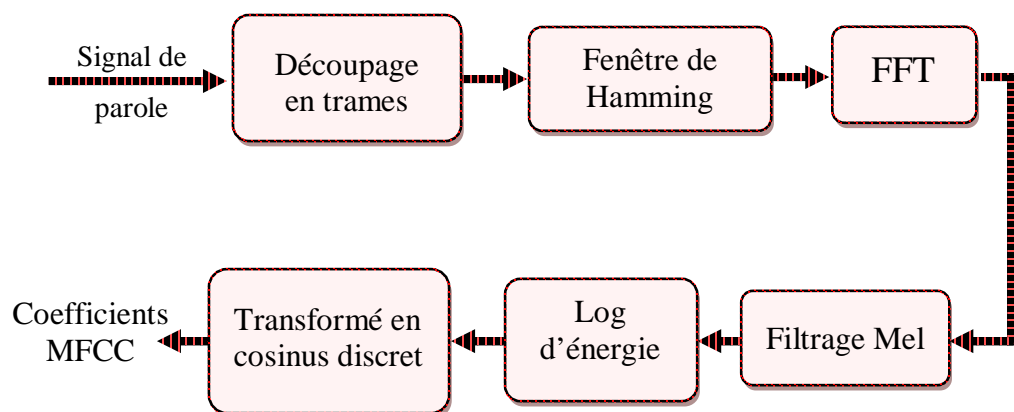 Signal de
parole
Découpage
en trames
Fenêtre de
Hamming
FFT
Filtrage Mel
Log
d’énergie
Transformé en
cosinus discret
Coefficients
MFCC